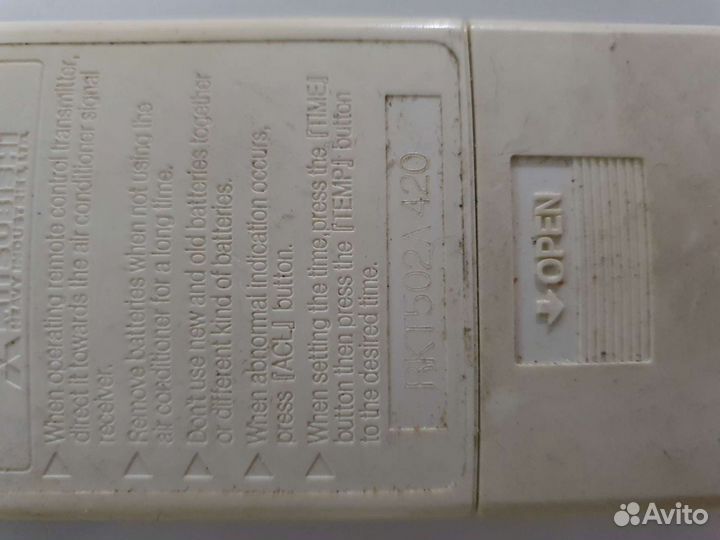 MITSUBISHI
▷ When operating remote control transmitter,
direct it towards the air conditioner signal
receiver.
▷ Remove batteries when not using the
air conditioner for a long time.
▷ Don't use new and old batteries together
or different kind of batteries.
▷ When abnormal indication occurs,
press [ACL] button.
▷ When setting the time, press the [TIME]
button then press the [TEMP] button
to the desired time.
RKT502A 420
OPEN
Avito